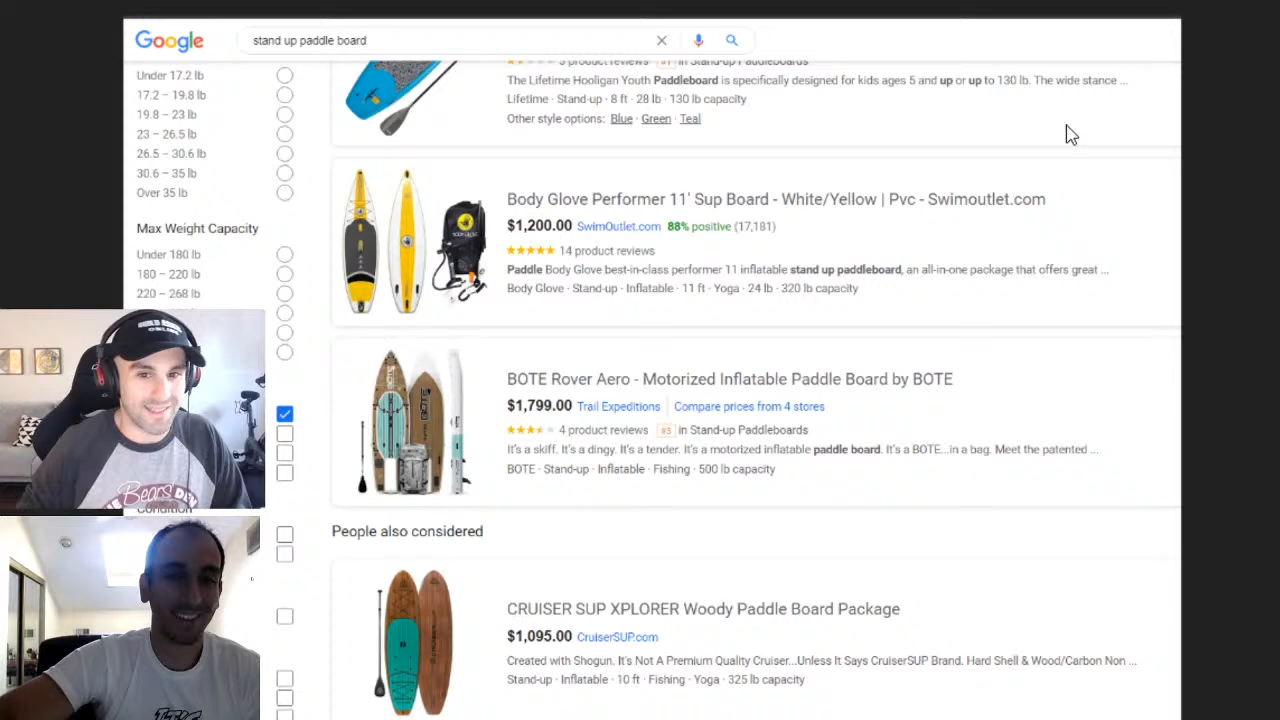 Google
stand up paddle board
Under 17.2 lb
17.2 – 19.8 lb
19.8 – 23 lb
23 – 26.5 lb
26.5 – 30.6 lb
30.6 – 35 lb
Over 35 lb
Max Weight Capacity
Under 180 lb
180 – 220 lb
220 – 268 lb
Condition
3 product reviews #1 in Stand-up Paddleboards
The Lifetime Hooligan Youth Paddleboard is specifically designed for kids ages 5 and up or up to 130 lb. The wide stance ...
Lifetime · Stand-up · 8 ft · 28 lb · 130 lb capacity
Other style options: Blue · Green · Teal
Body Glove Performer 11' Sup Board - White/Yellow | Pvc - Swimoutlet.com
$1,200.00 SwimOutlet.com 88% positive (17,181)
14 product reviews
Paddle Body Glove best-in-class performer 11 inflatable stand up paddleboard, an all-in-one package that offers great ...
Body Glove · Stand-up · Inflatable · 11 ft · Yoga · 24 lb · 320 lb capacity
BOTE Rover Aero - Motorized Inflatable Paddle Board by BOTE
$1,799.00 Trail Expeditions Compare prices from 4 stores
4 product reviews #3 in Stand-up Paddleboards
It's a skiff. It's a dingy. It's a tender. It's a motorized inflatable paddle board. It's a BOTE...in a bag. Meet the patented ...
BOTE · Stand-up · Inflatable · Fishing · 500 lb capacity
People also considered
CRUISER SUP XPLORER Woody Paddle Board Package
$1,095.00 CruiserSUP.com
Created with Shogun. It's Not A Premium Quality Cruiser...Unless It Says CruiserSUP Brand. Hard Shell & Wood/Carbon Non ...
Stand-up · Inflatable · 10 ft · Fishing · Yoga · 325 lb capacity